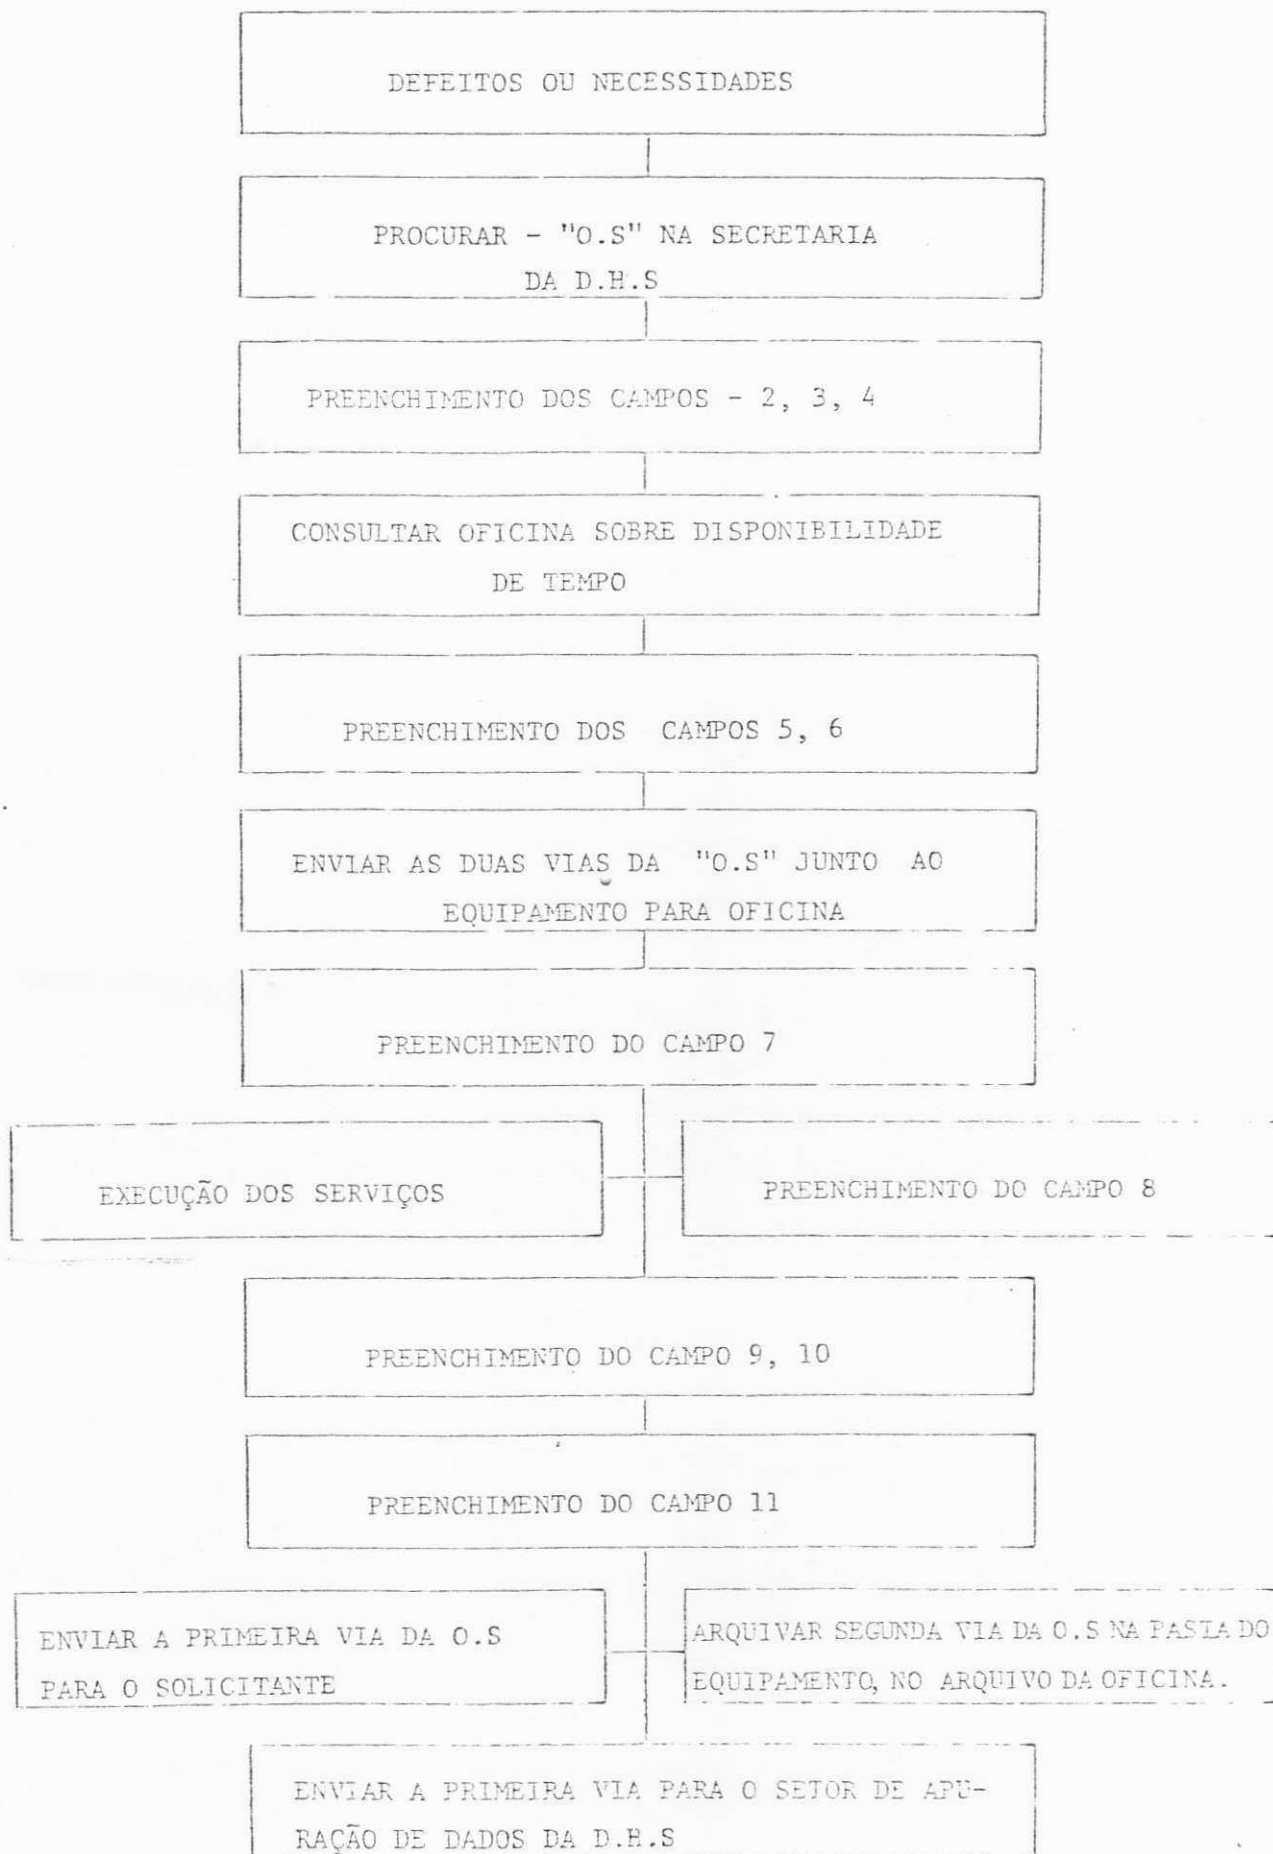 DEFEITOS OU NECESSIDADES
PROCURAR - "O.S" NA SECRETARIA
DA D.H.S
PREENCHIMENTO DOS CAMPOS - 2, 3, 4
CONSULTAR OFICINA SOBRE DISPONIBILIDADE
DE TEMPO
PREENCHIMENTO DOS CAMPOS 5, 6
ENVIAR AS DUAS VIAS DA "O.S" JUNTO AO
EQUIPAMENTO PARA OFICINA
PREENCHIMENTO DO CAMPO 7
EXECUÇÃO DOS SERVIÇOS
PREENCHIMENTO DO CAMPO 8
PREENCHIMENTO DO CAMPO 9, 10
PREENCHIMENTO DO CAMPO 11
ENVIAR A PRIMEIRA VIA DA O.S
PARA O SOLICITANTE
ARQUIVAR SEGUNDA VIA DA O.S NA PASTA DO
EQUIPAMENTO, NO ARQUIVO DA OFICINA.
ENVIAR A PRIMEIRA VIA PARA O SETOR DE APU-
RAÇÃO DE DADOS DA D.H.S